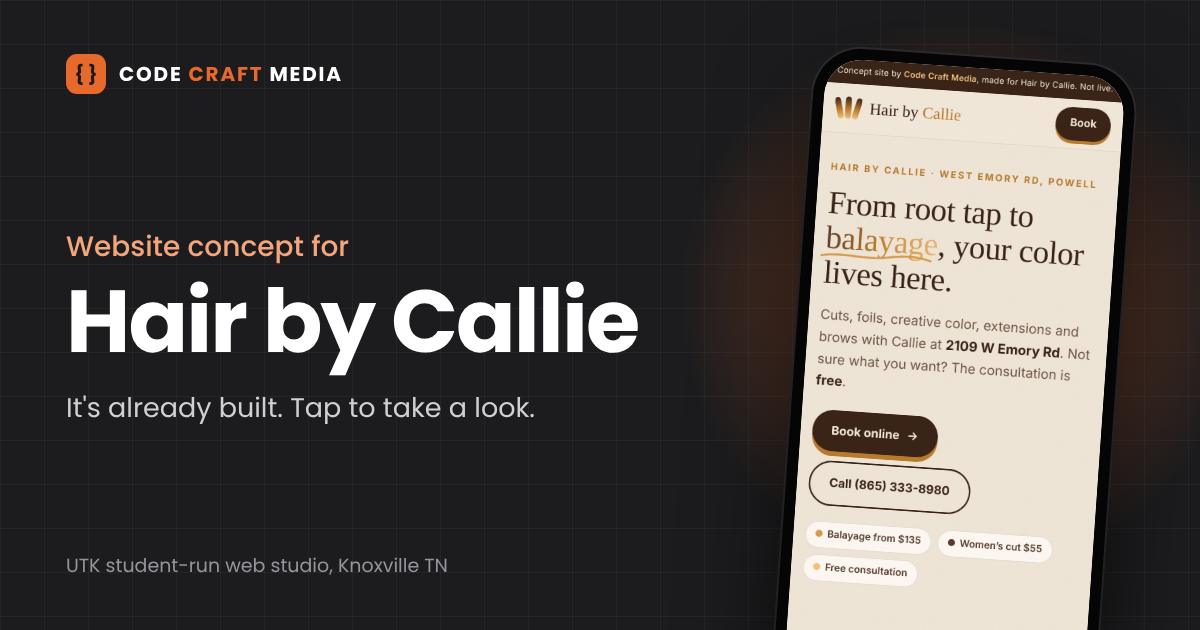 { } CODE CRAFT MEDIA
Website concept for
Hair by Callie
It's already built. Tap to take a look.
UTK student-run web studio, Knoxville TN
Concept site by Code Craft Media, made for Hair by Callie. Not live.
Hair by Callie
Book
HAIR BY CALLIE · WEST EMORY RD, POWELL
From root tap to
balayage, your color
lives here.
Cuts, foils, creative color, extensions and
brows with Callie at 2109 W Emory Rd. Not
sure what you want? The consultation is
free.
Book online →
Call (865) 333-8980
Balayage from $135
Women's cut $55
Free consultation